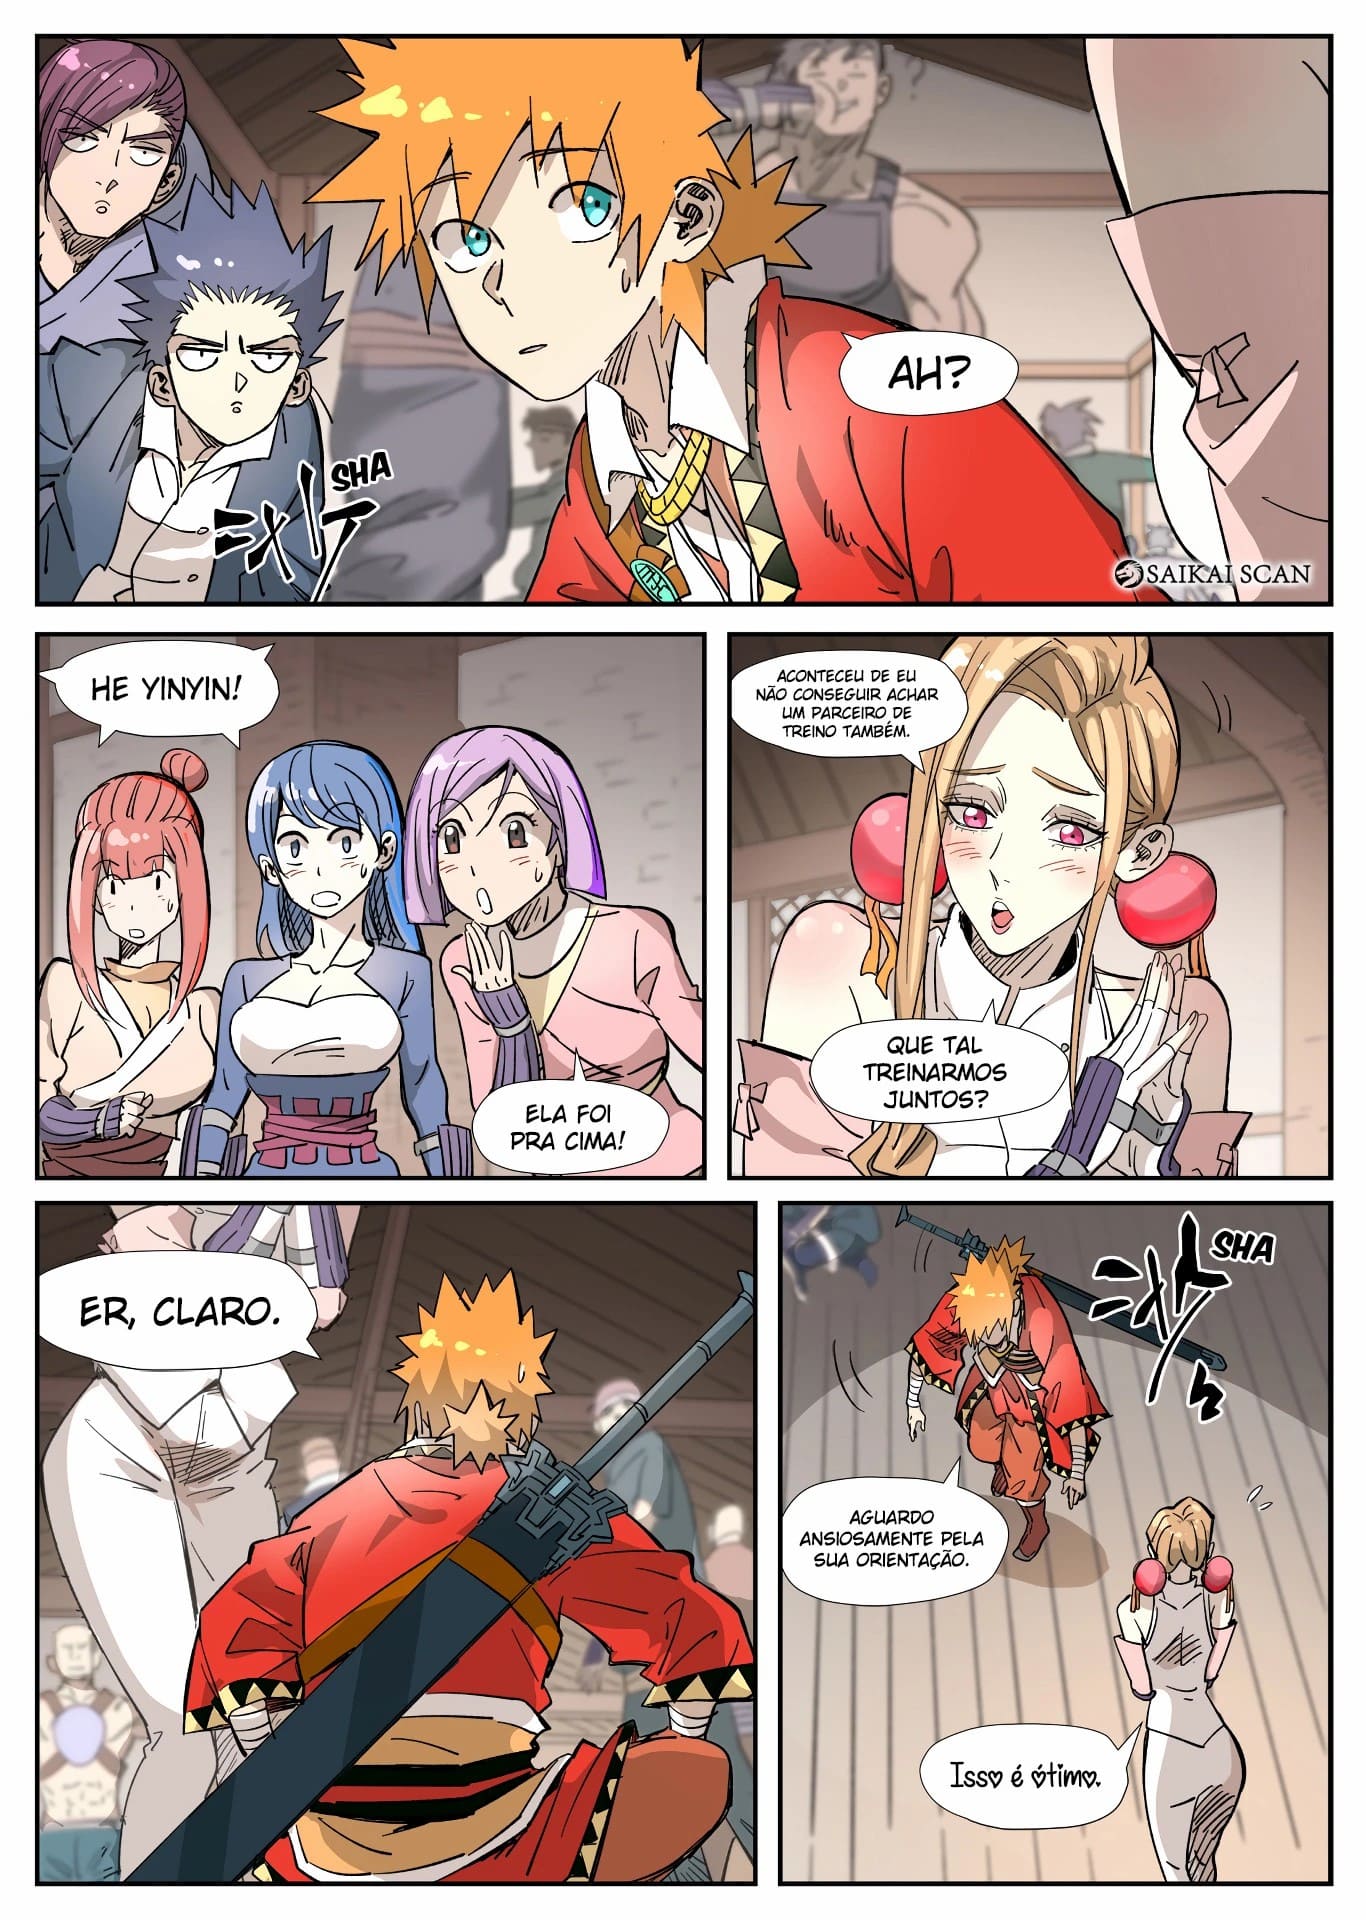 AH?
SHA
SAIKAI SCAN
HE YINYIN!
ELA FOI
PRA CIMA!
ACONTECEU DE EU
NÃO CONSEGUIR ACHAR
UM PARCEIRO DE
TREINO TAMBÉM.
QUE TAL
TREINARMOS
JUNTOS?
ER, CLARO.
SHA
AGUARDO
ANSIOSAMENTE PELA
SUA ORIENTAÇÃO.
Isso é ótimo.